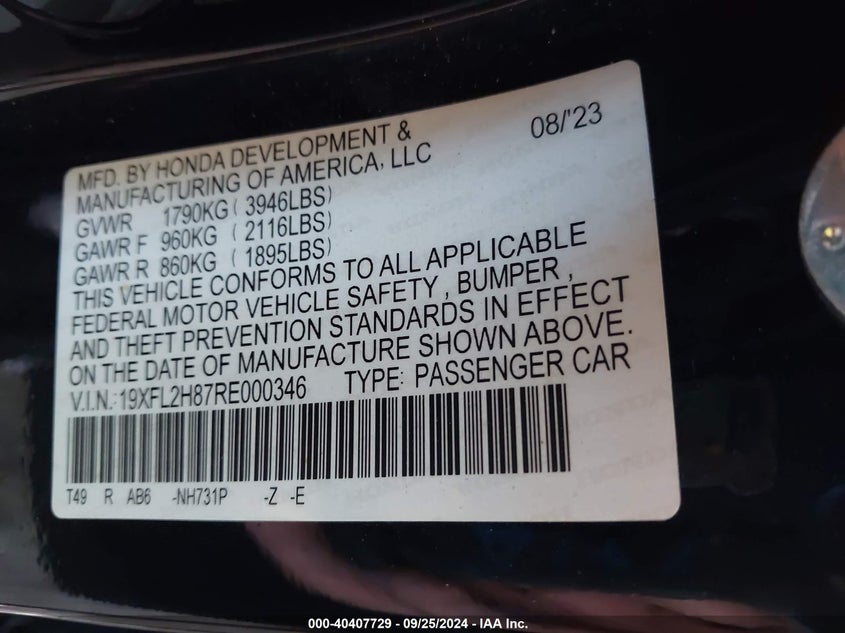 MFD. BY HONDA DEVELOPMENT &
MANUFACTURING OF AMERICA, LLC
08/'23
GVWR 1790KG ( 3946LBS)
GAWR F 960KG ( 2116LBS)
GAWR R 860KG ( 1895LBS)
THIS VEHICLE CONFORMS TO ALL APPLICABLE
FEDERAL MOTOR VEHICLE SAFETY , BUMPER ,
AND THEFT PREVENTION STANDARDS IN EFFECT
ON THE DATE OF MANUFACTURE SHOWN ABOVE.
V.I.N.:19XFL2H87RE000346 TYPE: PASSENGER CAR
T49 R AB6 -NH731P -Z -E
000-40407729 - 09/25/2024 - IAA Inc.